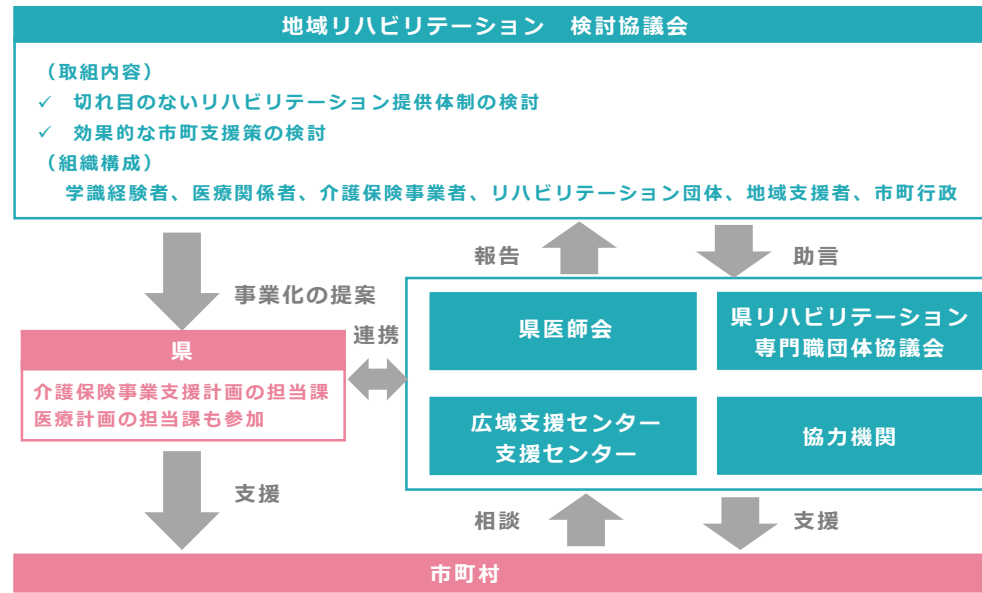 地域リハビリテーション　検討協議会
（取組内容）
✓ 切れ目のないリハビリテーション提供体制の検討
✓ 効果的な市町支援策の検討
（組織構成）
学識経験者、医療関係者、介護保険事業者、リハビリテーション団体、地域支援者、市町行政
報告
助言
事業化の提案
連携
県
介護保険事業支援計画の担当課
医療計画の担当課も参加
県医師会
県リハビリテーション
専門職団体協議会
広域支援センター
支援センター
協力機関
支援
相談
支援
市町村